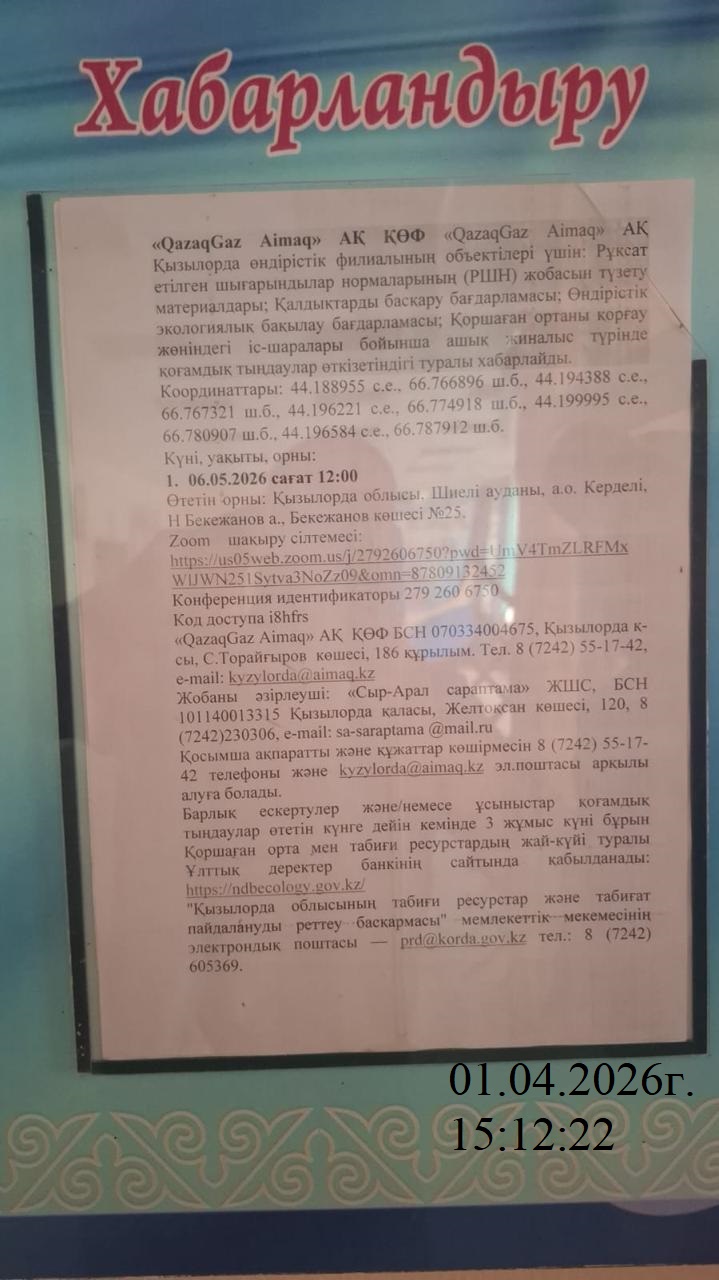 Хабарландыру
«QazaqGaz Aimaq» АҚ ҚӨФ «QazaqGaz Aimaq» АҚ
Қызылорда өндірістік филиалының объектілері үшін: Рұқсат
етілген шығарындылар нормаларының (РШН) жобасын түзету
материалдары; Қалдықтарды басқару бағдарламасы; Өндірістік
экологиялық бақылау бағдарламасы; Қоршаған ортаны қорғау
жөніндегі іс-шаралары бойынша ашық жиналыс түрінде
қоғамдық тыңдаулар өткізетіндігі туралы хабарлайды.
Координаттары: 44.188955 с.е., 66.766896 ш.б., 44.194388 с.е.,
66.767321 ш.б., 44.196221 с.е., 66.774918 ш.б., 44.199995 с.е.,
66.780907 ш.б., 44.196584 с.е., 66.787912 ш.б.
Күні, уақыты, орны:
1. 06.05.2026 сағат 12:00
Өтетін орны: Қызылорда облысы, Шиелі ауданы, а.о. Керделі,
Н Бекежанов а., Бекежанов көшесі №25.
Zoom шақыру сілтемесі:
https://us05web.zoom.us/j/2792606750?pwd=UmV4TmZLRFMx
WlJWN251Sytva3NoZz09&omn=87809132452
Конференция идентификаторы 279 260 6750
Код доступа i8hfrs
«QazaqGaz Aimaq» АҚ ҚӨФ БСН 070334004675, Қызылорда қ-
сы, С.Торайғыров көшесі, 186 құрылым. Тел. 8 (7242) 55-17-42,
e-mail: kyzylorda@aimaq.kz
Жобаны әзірлеуші: «Сыр-Арал сараптама» ЖШС, БСН
101140013315 Қызылорда қаласы, Желтоқсан көшесі, 120, 8
(7242)230306, e-mail: sa-saraptama @mail.ru
Қосымша ақпаратты және құжаттар көшірмесін 8 (7242) 55-17-
42 телефоны және kyzylorda@aimaq.kz эл.поштасы арқылы
алуға болады.
Барлық ескертулер және/немесе ұсыныстар қоғамдық
тыңдаулар өтетін күнге дейін кемінде 3 жұмыс күні бұрын
Қоршаған орта мен табиғи ресурстардың жай-күйі туралы
Ұлттық деректер банкінің сайтында қабылданады:
https://ndbecology.gov.kz/
"Қызылорда облысының табиғи ресурстар және табиғат
пайдалануды реттеу басқармасы" мемлекеттік мекемесінің
электрондық поштасы — prd@korda.gov.kz тел.: 8 (7242)
605369.
01.04.2026г.
15:12:22